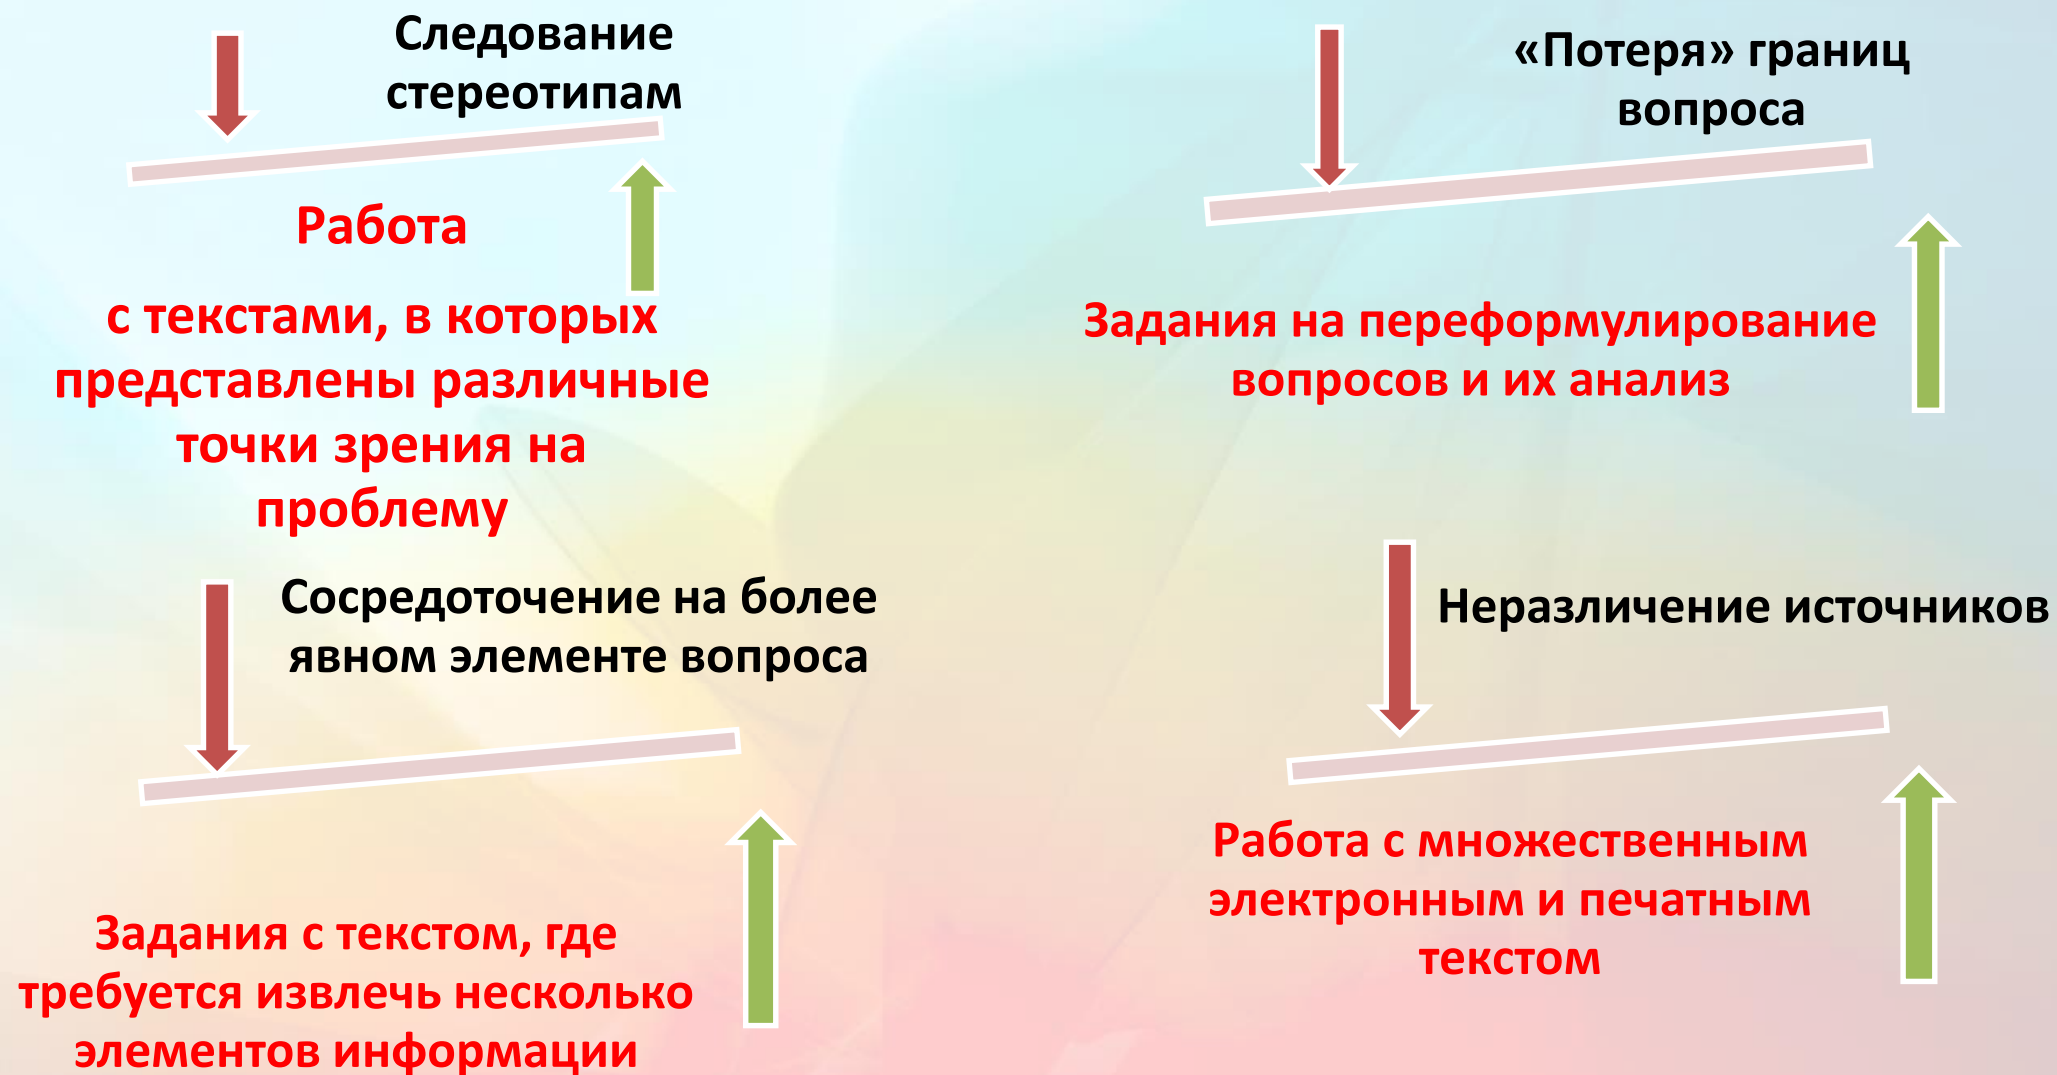 Следование
стереотипам
Работа
с текстами, в которых
представлены различные
точки зрения на
проблему
«Потеря» границ
вопроса
Задания на переформулирование
вопросов и их анализ
Сосредоточение на более
явном элементе вопроса
Задания с текстом, где
требуется извлечь несколько
элементов информации
Неразличение источников
Работа с множественным
электронным и печатным
текстом